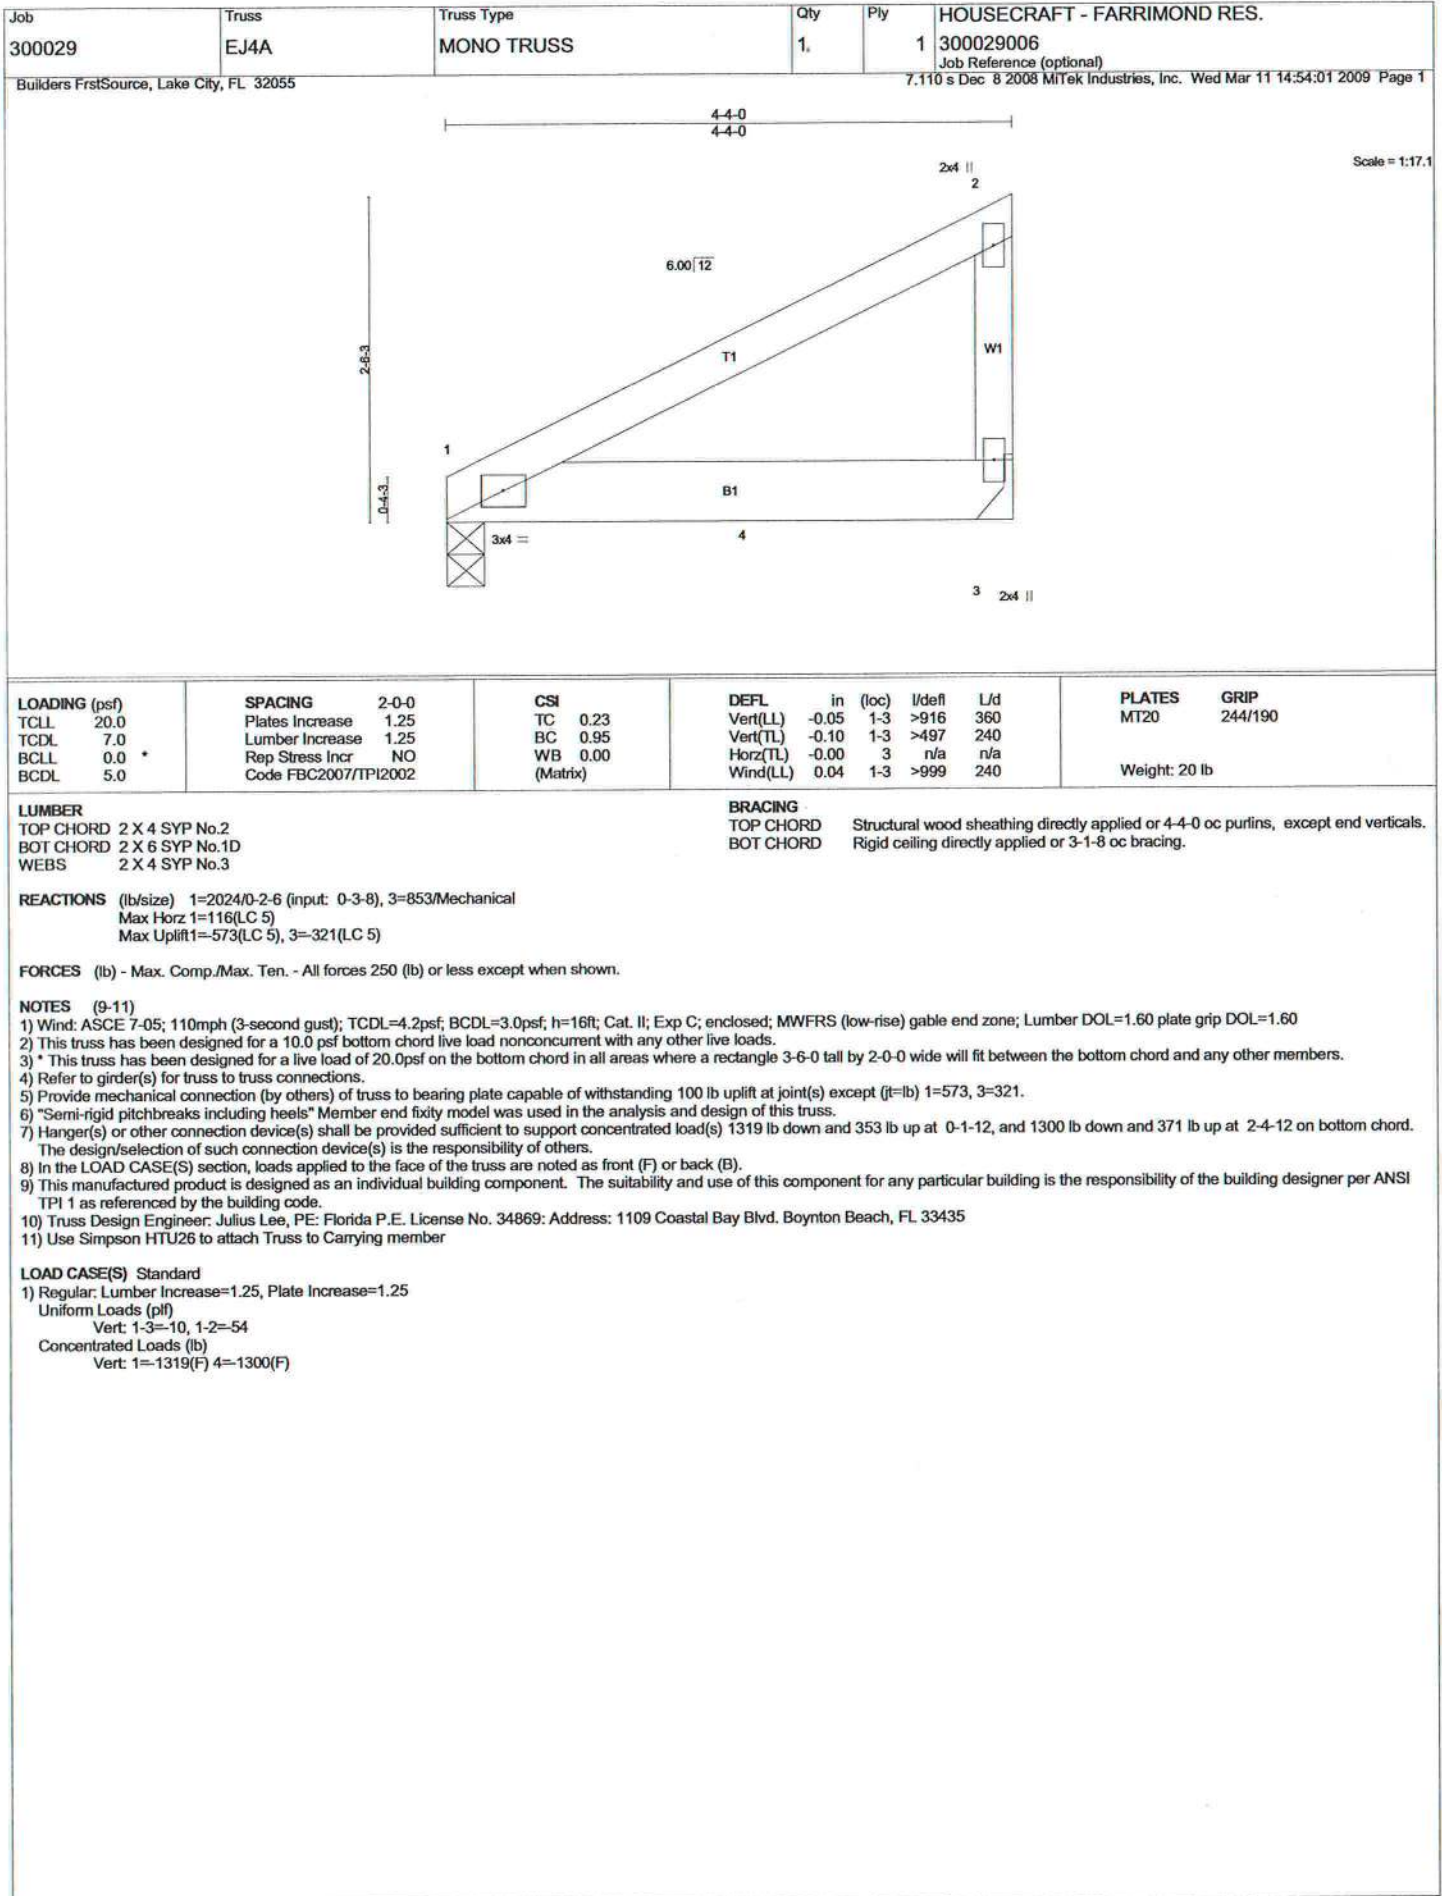 Job Truss Truss Type Qty Ply HOUSECRAFT - FARRIMOND RES.
300029 EJ4A MONO TRUSS 1. 1 300029006
Job Reference (optional)
Builders FrstSource, Lake City, FL 32055 7.110 s Dec 8 2008 MiTek Industries, Inc. Wed Mar 11 14:54:01 2009 Page 1
4-4-0
4-4-0
Scale = 1:17.1
2x4 ||
2
6.00 12
2-6-3
T1
W1
1
0-4-3
B1
3x4 =
4
3 2x4 ||
LOADING (psf) SPACING 2-0-0 CSI DEFL in (loc) l/defl L/d PLATES GRIP
TCLL 20.0 Plates Increase 1.25 TC 0.23 Vert(LL) -0.05 1-3 >916 360 MT20 244/190
TCDL 7.0 Lumber Increase 1.25 BC 0.95 Vert(TL) -0.10 1-3 >497 240
BCLL 0.0 * Rep Stress Incr NO WB 0.00 Horz(TL) -0.00 3 n/a n/a
BCDL 5.0 Code FBC2007/TPI2002 (Matrix) Wind(LL) 0.04 1-3 >999 240 Weight: 20 lb
LUMBER BRACING
TOP CHORD 2 X 4 SYP No.2 TOP CHORD Structural wood sheathing directly applied or 4-4-0 oc purlins, except end verticals.
BOT CHORD 2 X 6 SYP No.1D BOT CHORD Rigid ceiling directly applied or 3-1-8 oc bracing.
WEBS 2 X 4 SYP No.3
REACTIONS (lb/size) 1=2024/0-2-6 (input: 0-3-8), 3=853/Mechanical
Max Horz 1=116(LC 5)
Max Uplift1=-573(LC 5), 3=-321(LC 5)
FORCES (lb) - Max. Comp./Max. Ten. - All forces 250 (lb) or less except when shown.
NOTES (9-11)
1) Wind: ASCE 7-05; 110mph (3-second gust); TCDL=4.2psf; BCDL=3.0psf; h=16ft; Cat. II; Exp C; enclosed; MWFRS (low-rise) gable end zone; Lumber DOL=1.60 plate grip DOL=1.60
2) This truss has been designed for a 10.0 psf bottom chord live load nonconcurrent with any other live loads.
3) * This truss has been designed for a live load of 20.0psf on the bottom chord in all areas where a rectangle 3-6-0 tall by 2-0-0 wide will fit between the bottom chord and any other members.
4) Refer to girder(s) for truss to truss connections.
5) Provide mechanical connection (by others) of truss to bearing plate capable of withstanding 100 lb uplift at joint(s) except (jt=lb) 1=573, 3=321.
6) "Semi-rigid pitchbreaks including heels" Member end fixity model was used in the analysis and design of this truss.
7) Hanger(s) or other connection device(s) shall be provided sufficient to support concentrated load(s) 1319 lb down and 353 lb up at 0-1-12, and 1300 lb down and 371 lb up at 2-4-12 on bottom chord.
The design/selection of such connection device(s) is the responsibility of others.
8) In the LOAD CASE(S) section, loads applied to the face of the truss are noted as front (F) or back (B).
9) This manufactured product is designed as an individual building component. The suitability and use of this component for any particular building is the responsibility of the building designer per ANSI
TPI 1 as referenced by the building code.
10) Truss Design Engineer: Julius Lee, PE: Florida P.E. License No. 34869: Address: 1109 Coastal Bay Blvd. Boynton Beach, FL 33435
11) Use Simpson HTU26 to attach Truss to Carrying member
LOAD CASE(S) Standard
1) Regular: Lumber Increase=1.25, Plate Increase=1.25
Uniform Loads (plf)
Vert: 1-3=-10, 1-2=-54
Concentrated Loads (lb)
Vert: 1=-1319(F) 4=-1300(F)